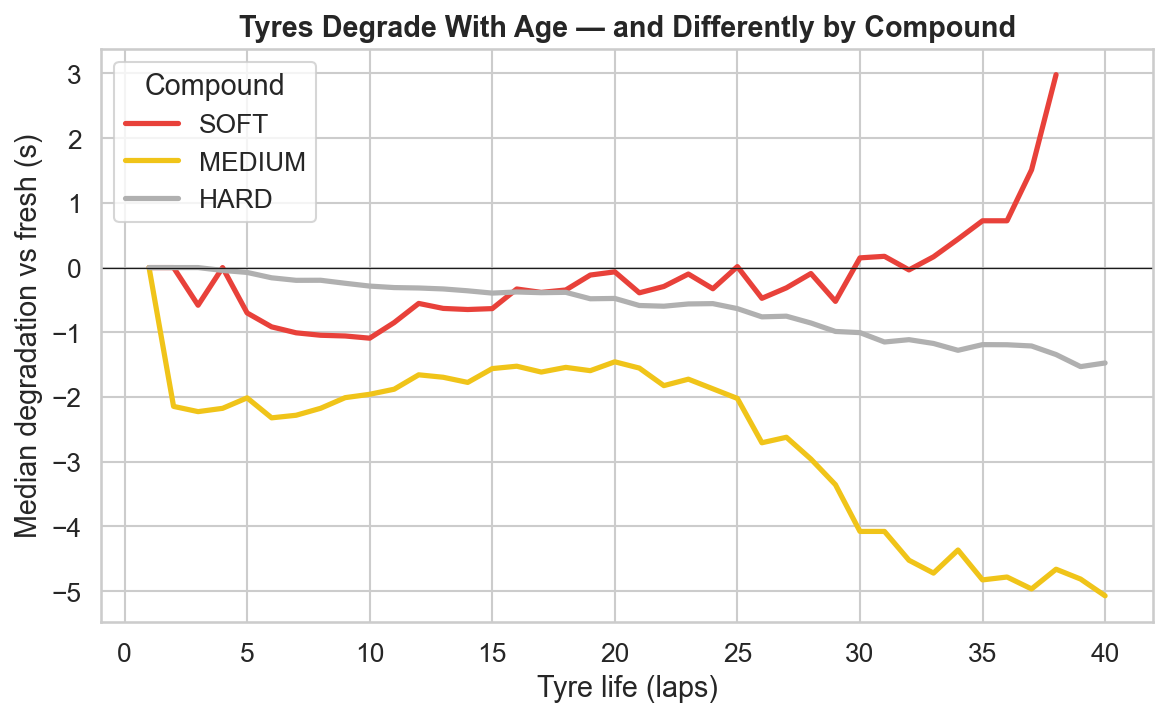 Tyres Degrade With Age — and Differently by Compound
Compound
SOFT
MEDIUM
HARD
Median degradation vs fresh (s)
3
2
1
0
−1
−2
−3
−4
−5
0 5 10 15 20 25 30 35 40
Tyre life (laps)